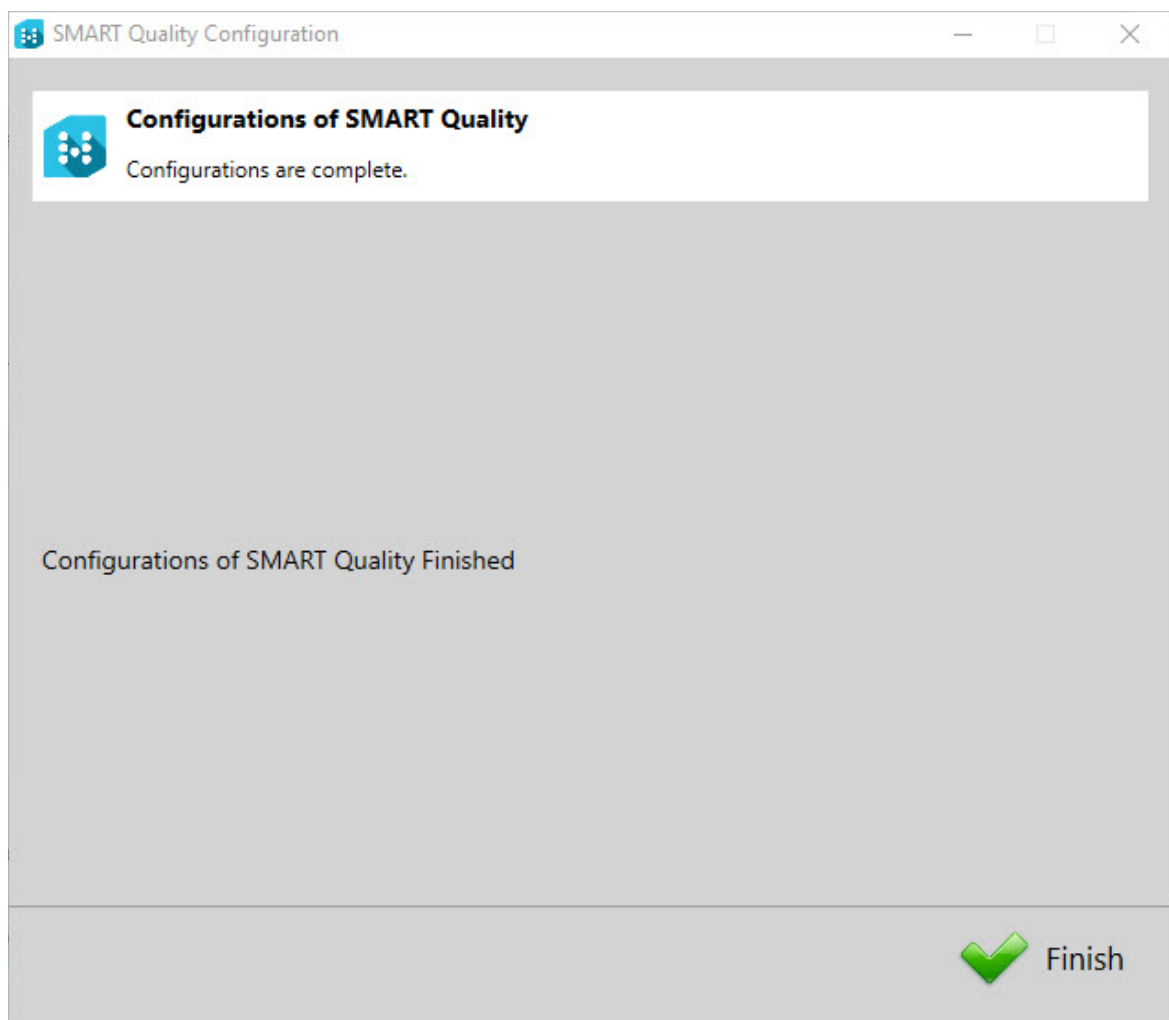 SMART Quality Configuration
Configurations of SMART Quality
Configurations are complete.
Configurations of SMART Quality Finished
Finish